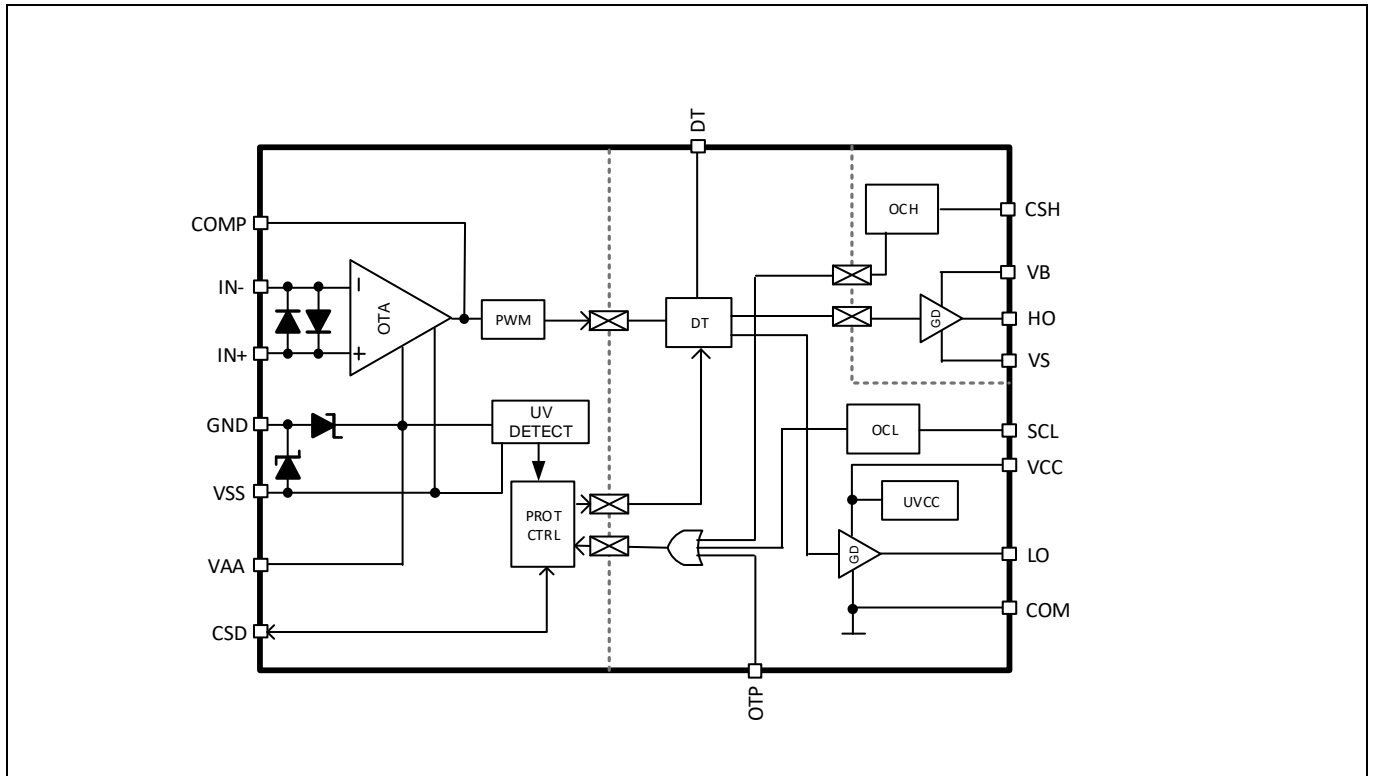 DT
COMP
OCH
CSH
IN-
OTA
PWM
DT
VB
GD
HO
IN+
VS
GND
UV
DETECT
OCL
SCL
VCC
VSS
UVCC
PROT
CTRL
GD
LO
VAA
COM
CSD
OTP